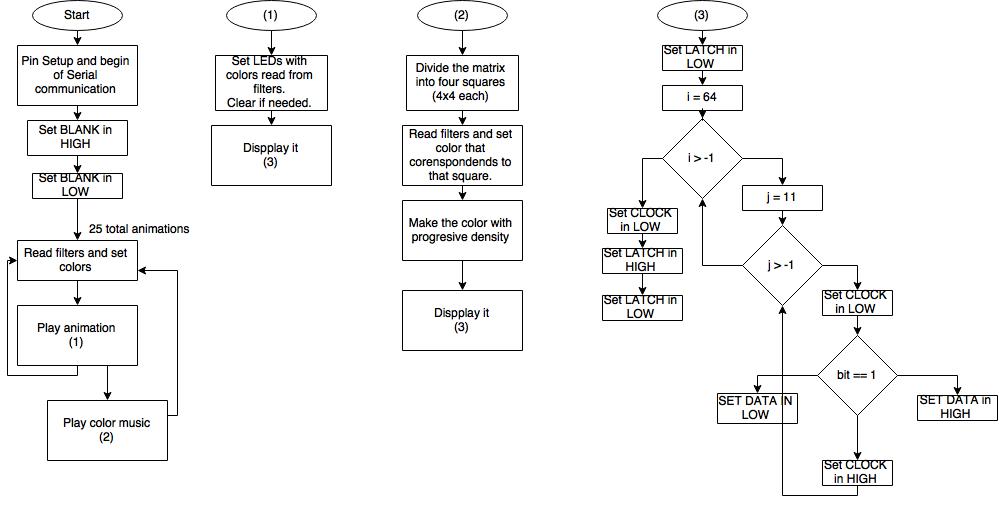 Start
Pin Setup and begin
of Serial
communication
Set BLANK in
HIGH
Set BLANK in
LOW
25 total animations
Read filters and set
colors
Play animation
(1)
Play color music
(2)
(1)
Set LEDs with
colors read from
filters.
Clear if needed.
Dispplay it
(3)
(2)
Divide the matrix
into four squares
(4x4 each)
Read filters and set
color that
corenspondends to
that square.
Make the color with
progresive density
Dispplay it
(3)
(3)
Set LATCH in
LOW
i = 64
i > -1
Set CLOCK
in LOW
Set LATCH in
HIGH
Set LATCH in
LOW
j = 11
j > -1
Set CLOCK
in LOW
bit == 1
SET DATA IN
LOW
SET DATA in
HIGH
Set CLOCK
in HIGH